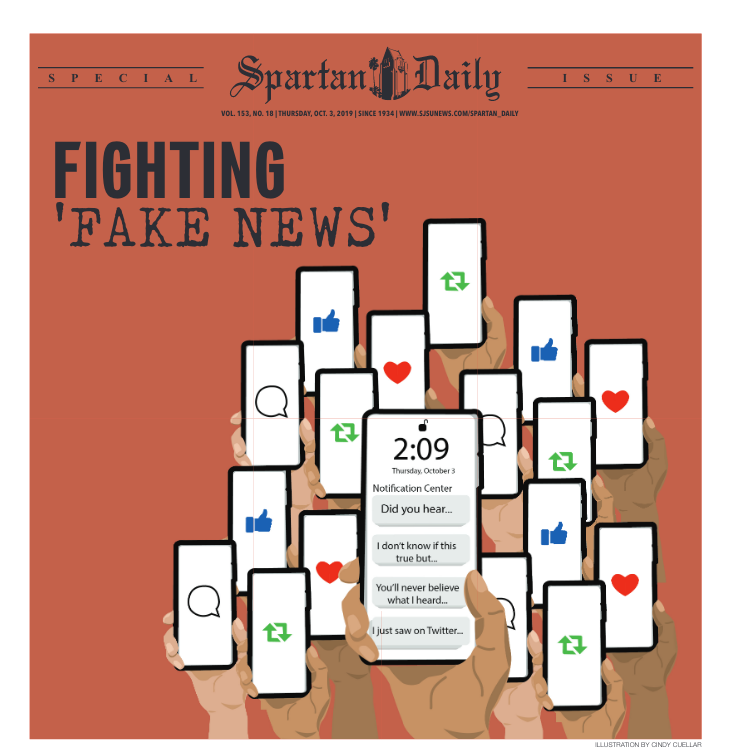 SPECIAL
Spartan Daily
ISSUE
VOL. 153, NO. 18 | THURSDAY, OCT. 3, 2019 | SINCE 1934 | WWW.SJSUNEWS.COM/SPARTAN_DAILY
FIGHTING
'FAKE NEWS'
2:09
Thursday, October 3
Notification Center
Did you hear...
I don't know if this
true but...
You'll never believe
what I heard...
I just saw on Twitter...
ILLUSTRATION BY CINDY CUELLAR